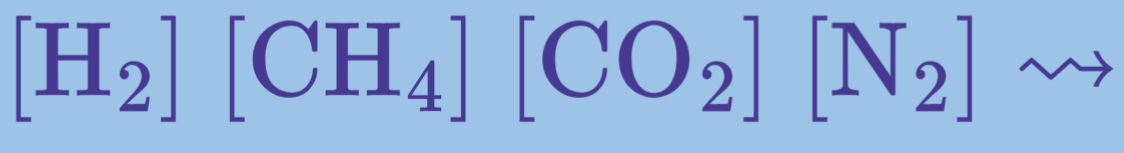 [H₂] [CH₄] [CO₂] [N₂] ⇝